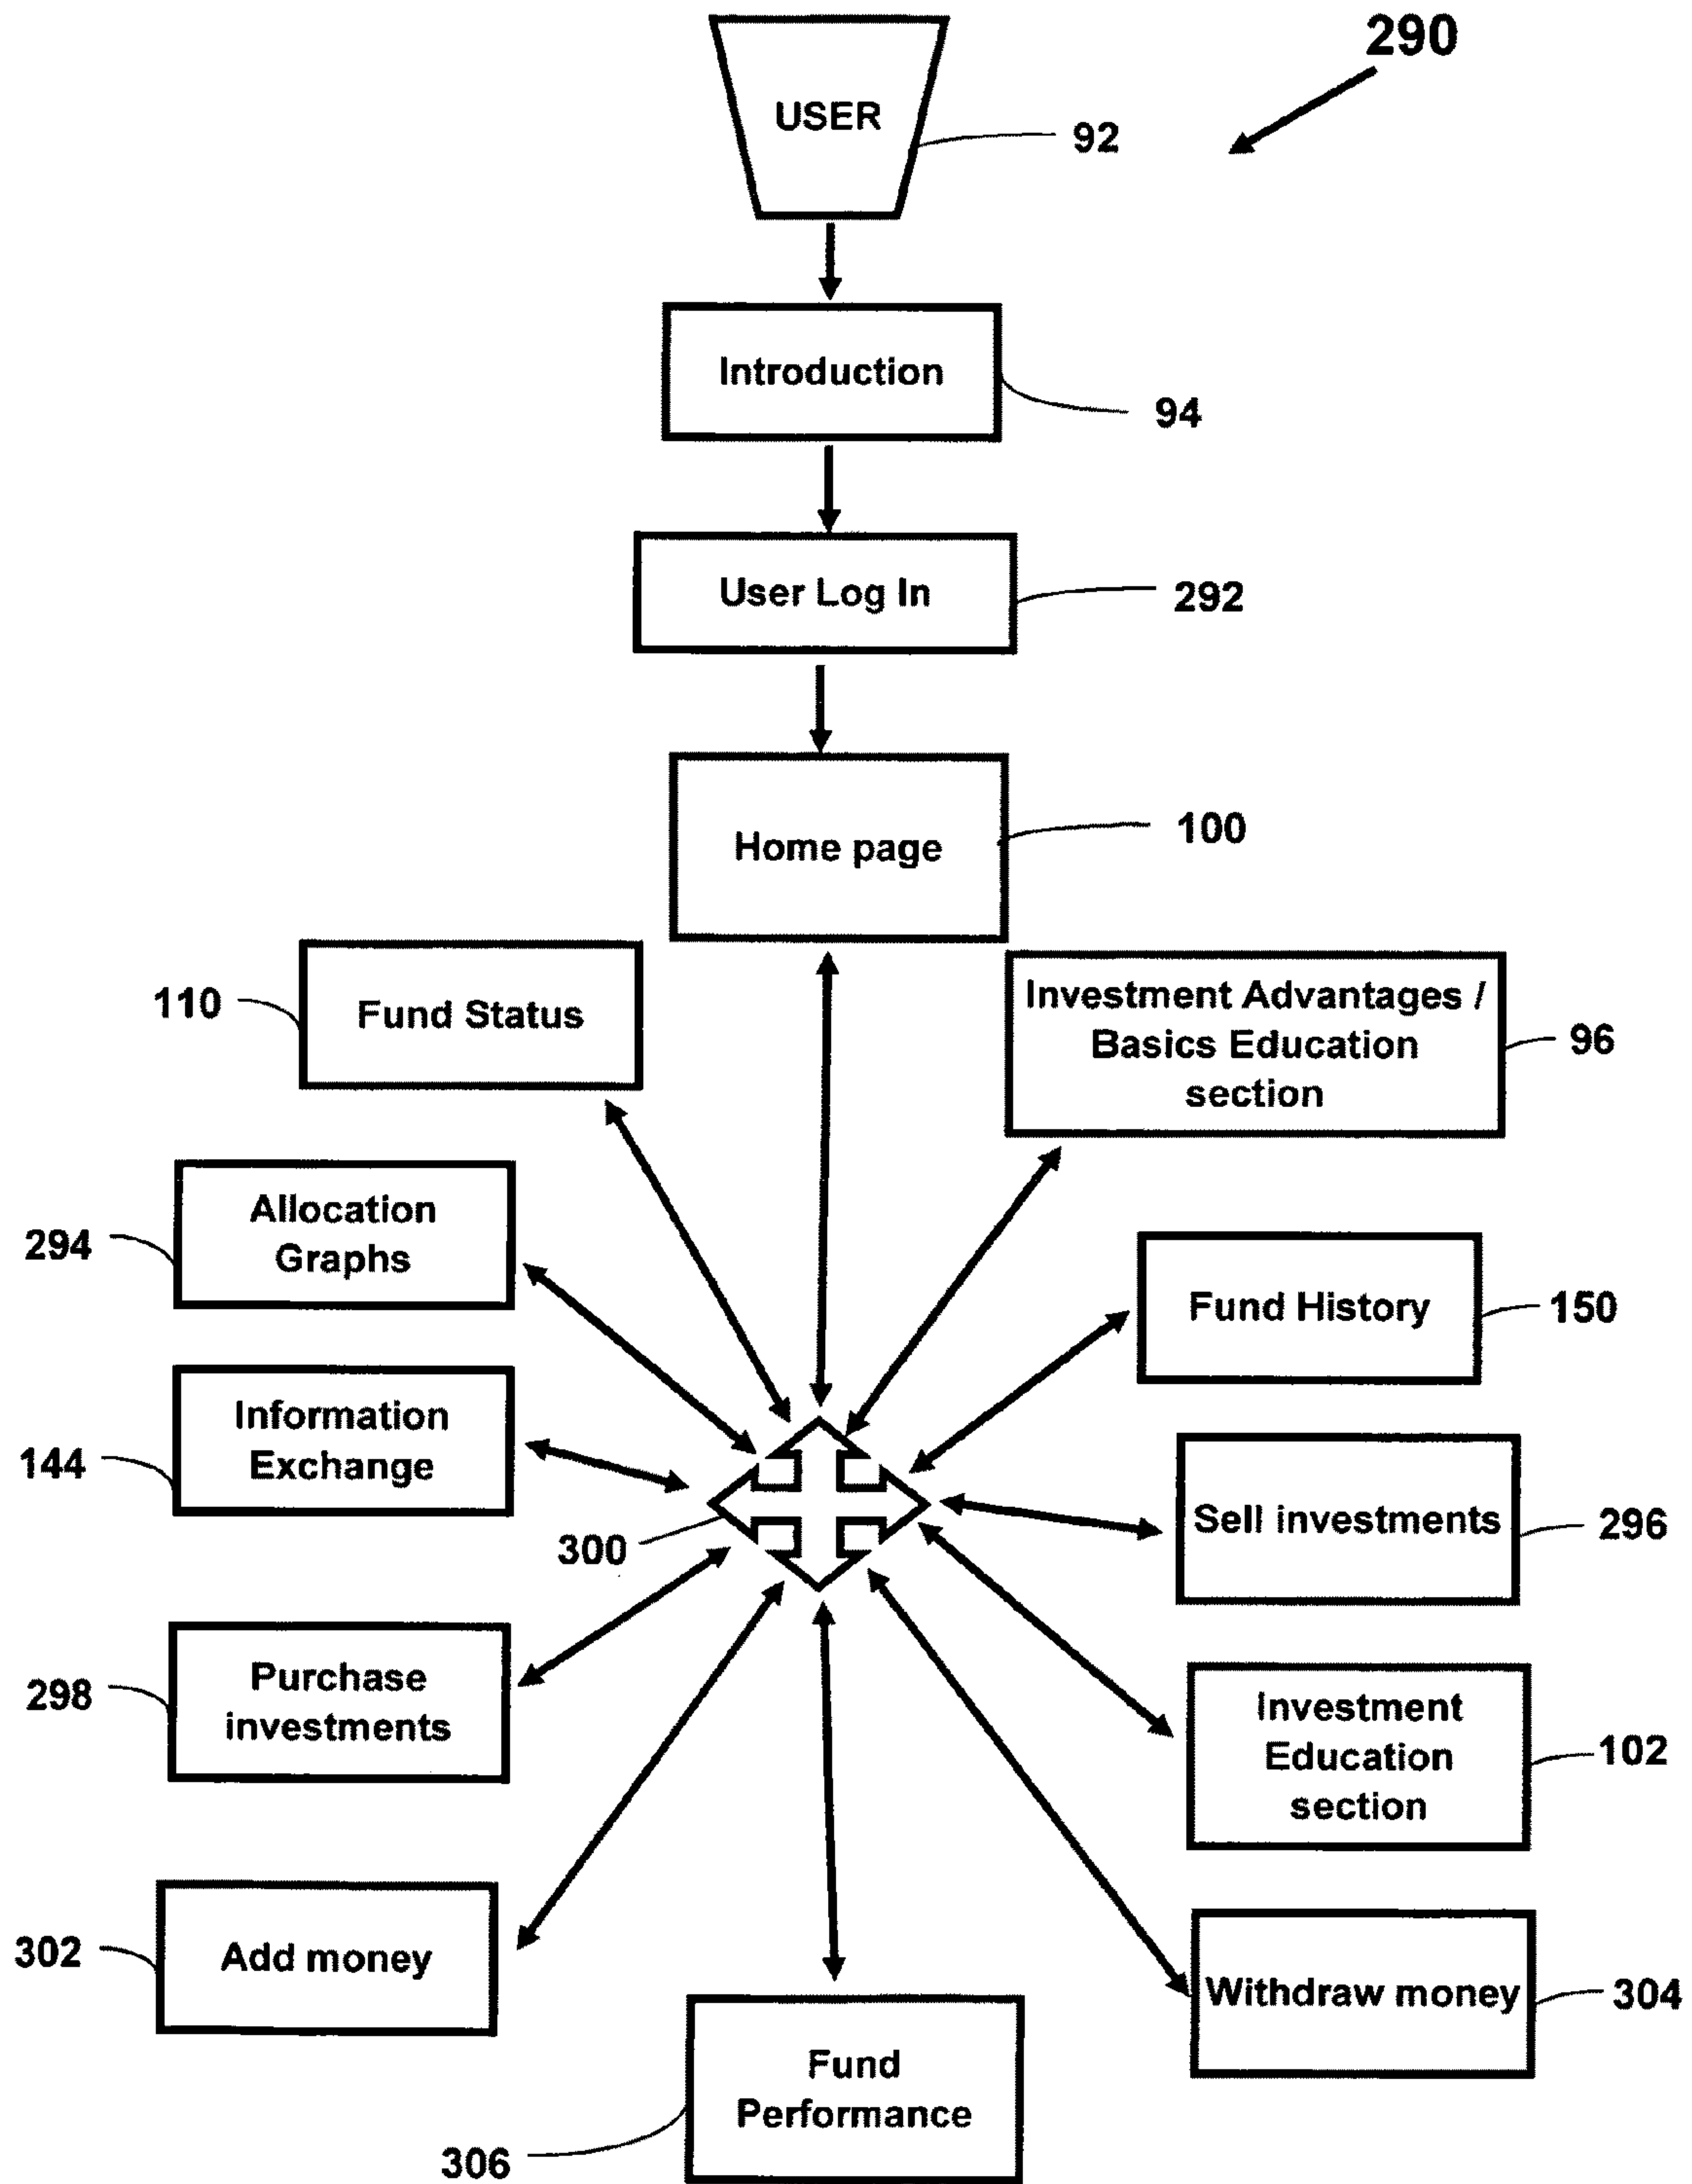 290
USER
92
Introduction
94
User Log In
292
Home page
100
110
Fund Status
Investment Advantages /
Basics Education
section
96
294
Allocation
Graphs
Fund History
150
144
Information
Exchange
Sell investments
296
300
298
Purchase
investments
Investment
Education
section
102
302
Add money
Withdraw money
304
Fund
Performance
306